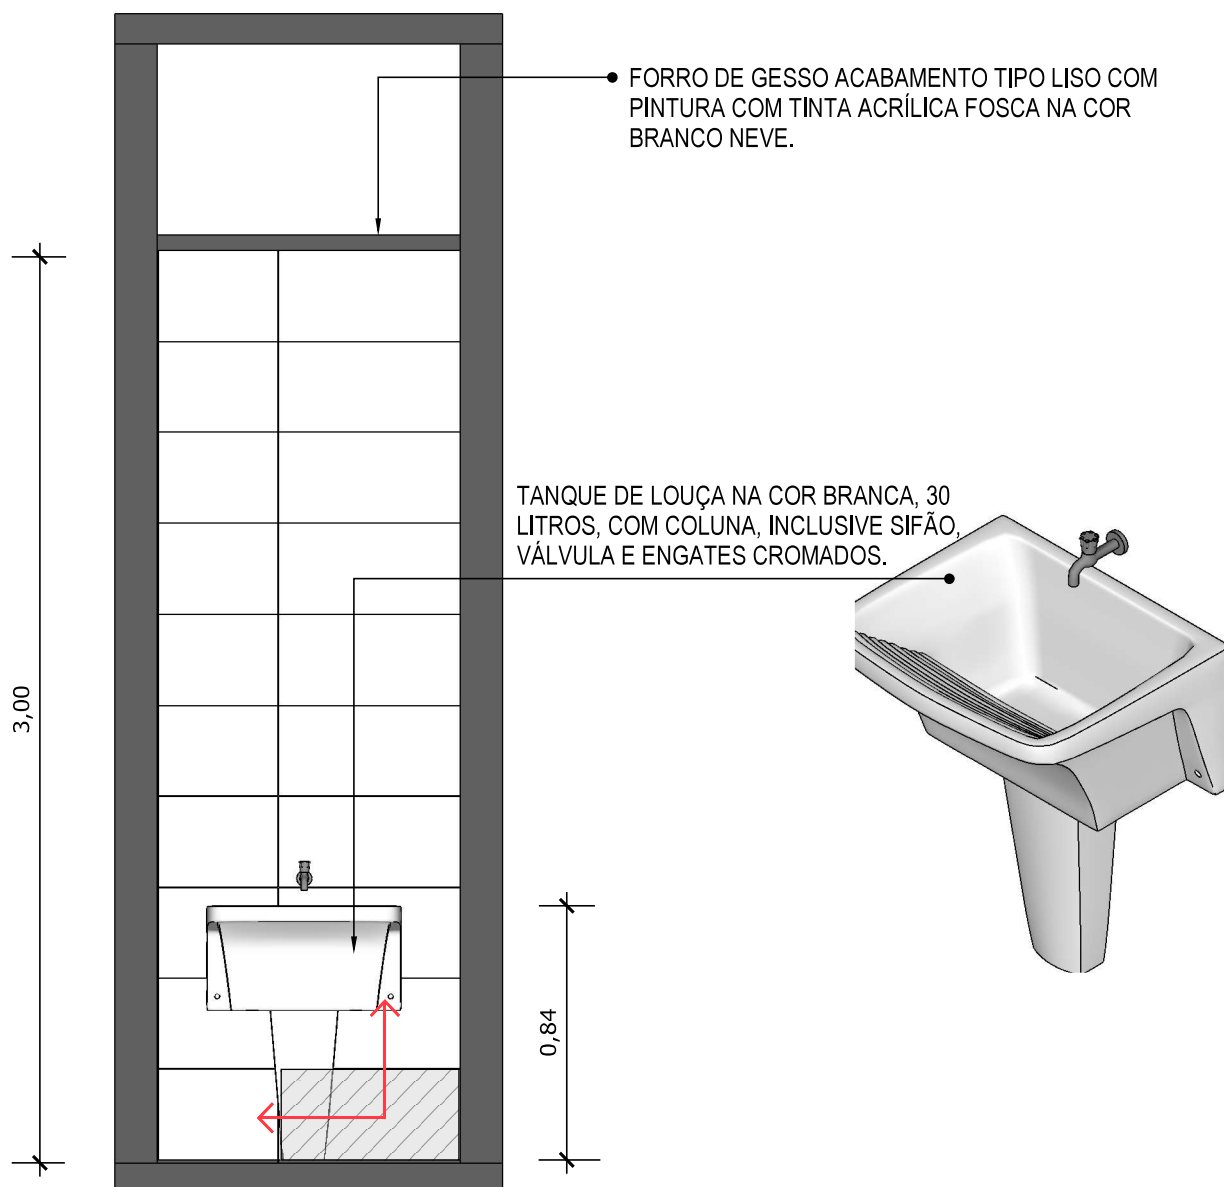 FORRO DE GESSO ACABAMENTO TIPO LISO COM
PINTURA COM TINTA ACRÍLICA FOSCA NA COR
BRANCO NEVE.
TANQUE DE LOUÇA NA COR BRANCA, 30
LITROS, COM COLUNA, INCLUSIVE SIFÃO,
VÁLVULA E ENGATES CROMADOS.
3,00
0,84